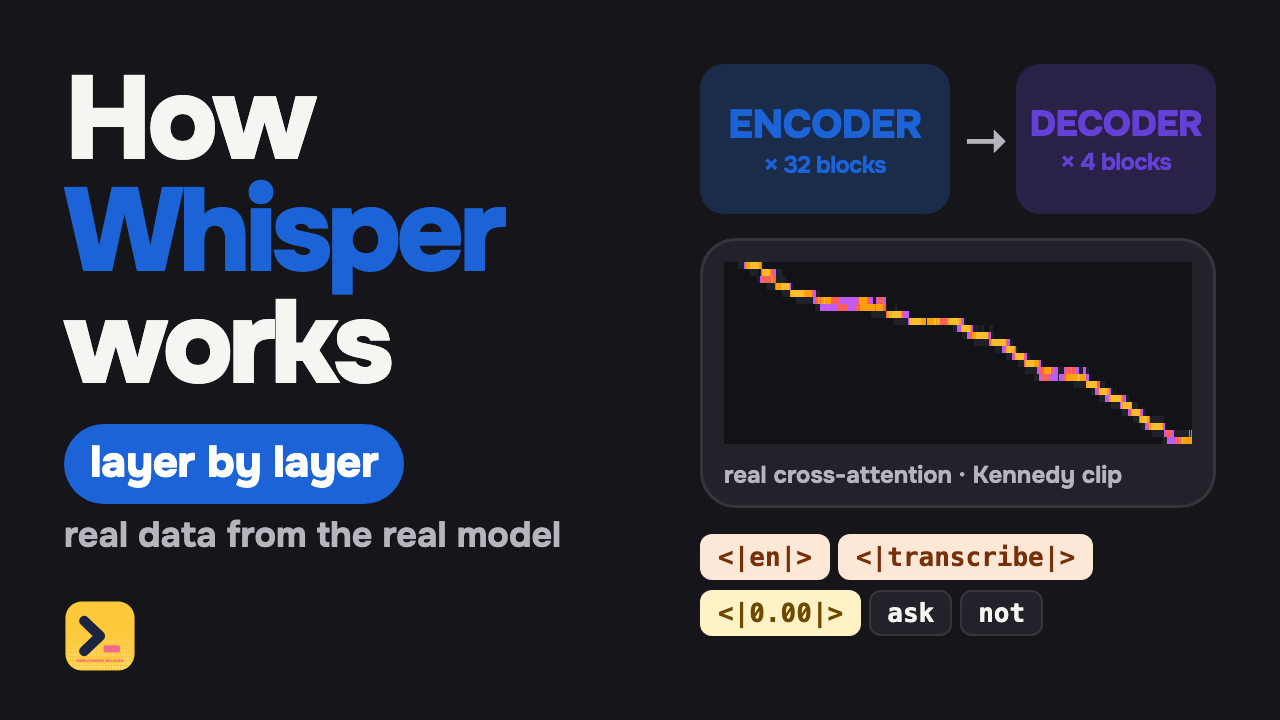 How
Whisper
works
layer by layer
real data from the real model
ENCODER
× 32 blocks
→
DECODER
× 4 blocks
real cross-attention · Kennedy clip
<|en|> <|transcribe|>
<|0.00|> ask not